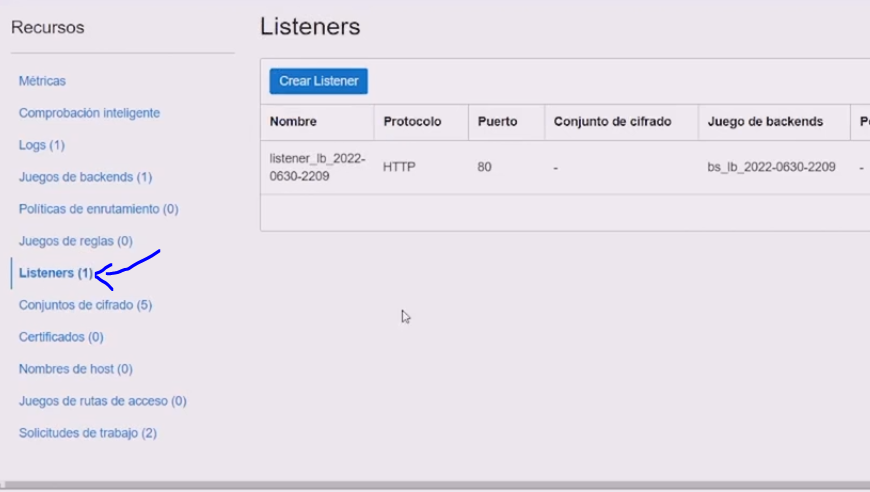 Recursos
Métricas
Comprobación inteligente
Logs (1)
Juegos de backends (1)
Políticas de enrutamiento (0)
Juegos de reglas (0)
Listeners (1)
Conjuntos de cifrado (5)
Certificados (0)
Nombres de host (0)
Juegos de rutas de acceso (0)
Solicitudes de trabajo (2)
Listeners
Crear Listener
Nombre Protocolo Puerto Conjunto de cifrado Juego de backends
listener_lb_2022-
0630-2209 HTTP 80 - bs_lb_2022-0630-2209 -